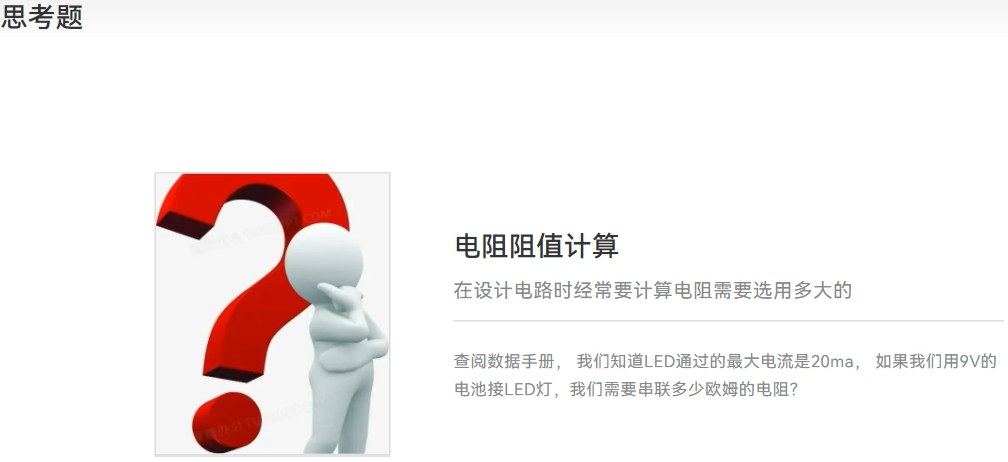 思考题
电阻阻值计算
在设计电路时经常要计算电阻需要选用多大的
查阅数据手册， 我们知道LED通过的最大电流是20ma， 如果我们用9V的
电池接LED灯，我们需要串联多少欧姆的电阻？